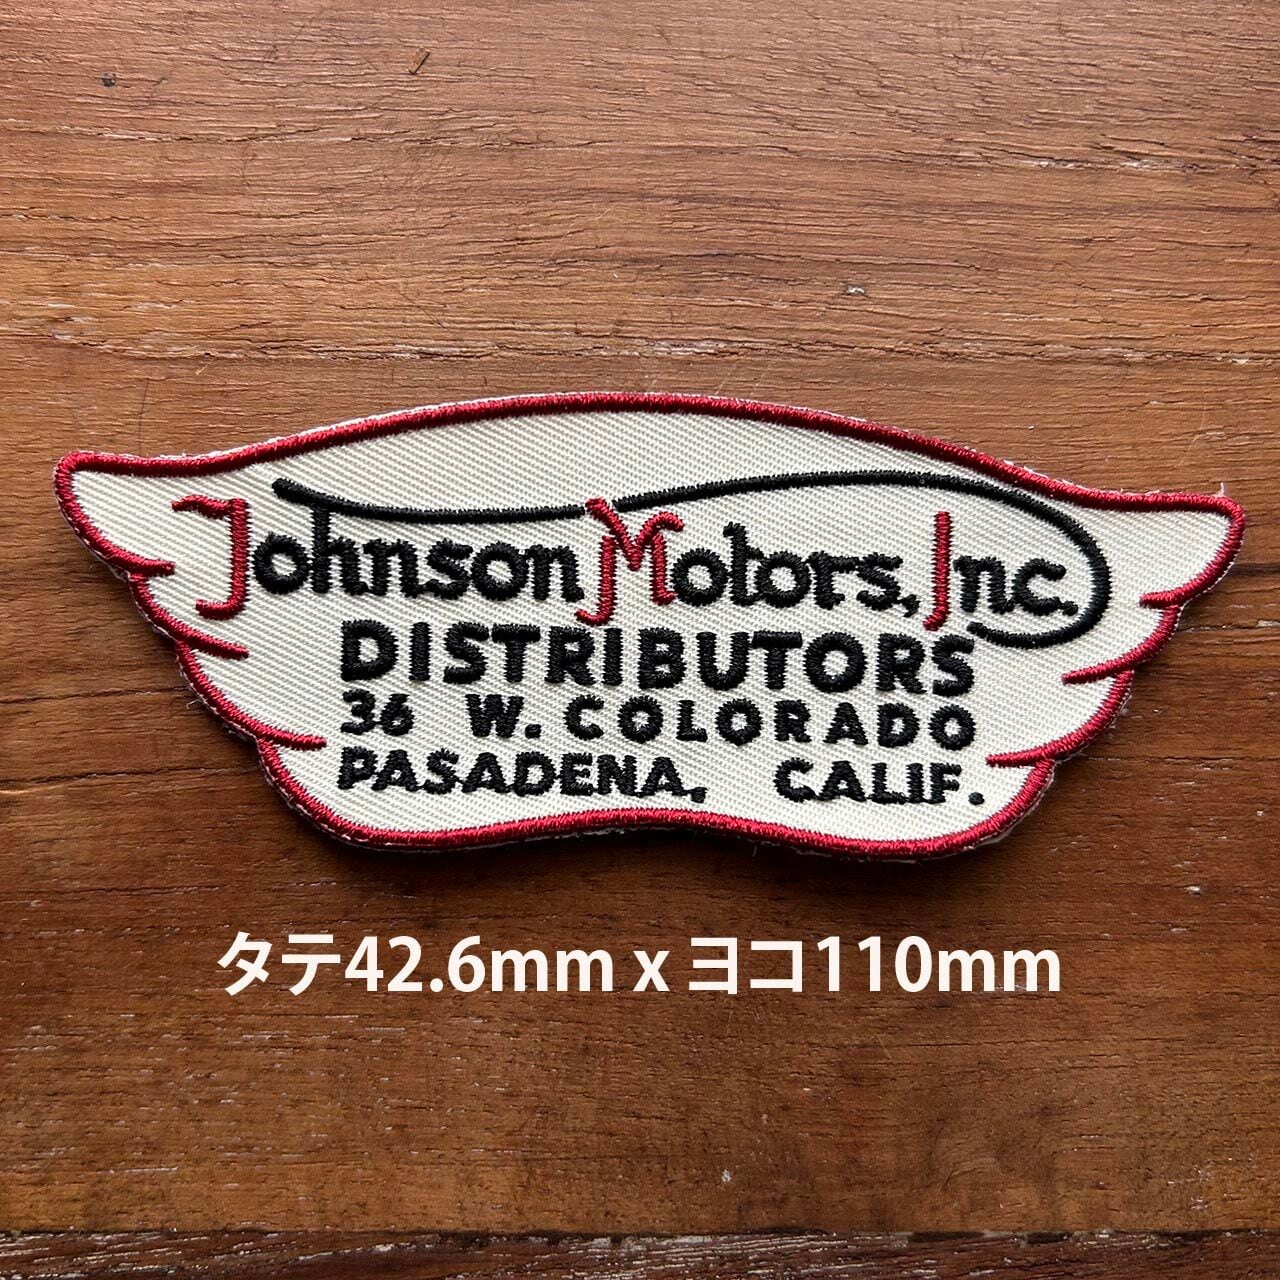 Johnson Motors, Inc.
DISTRIBUTORS
36 W. COLORADO
PASADENA, CALIF.
タテ42.6mm x ヨコ110mm